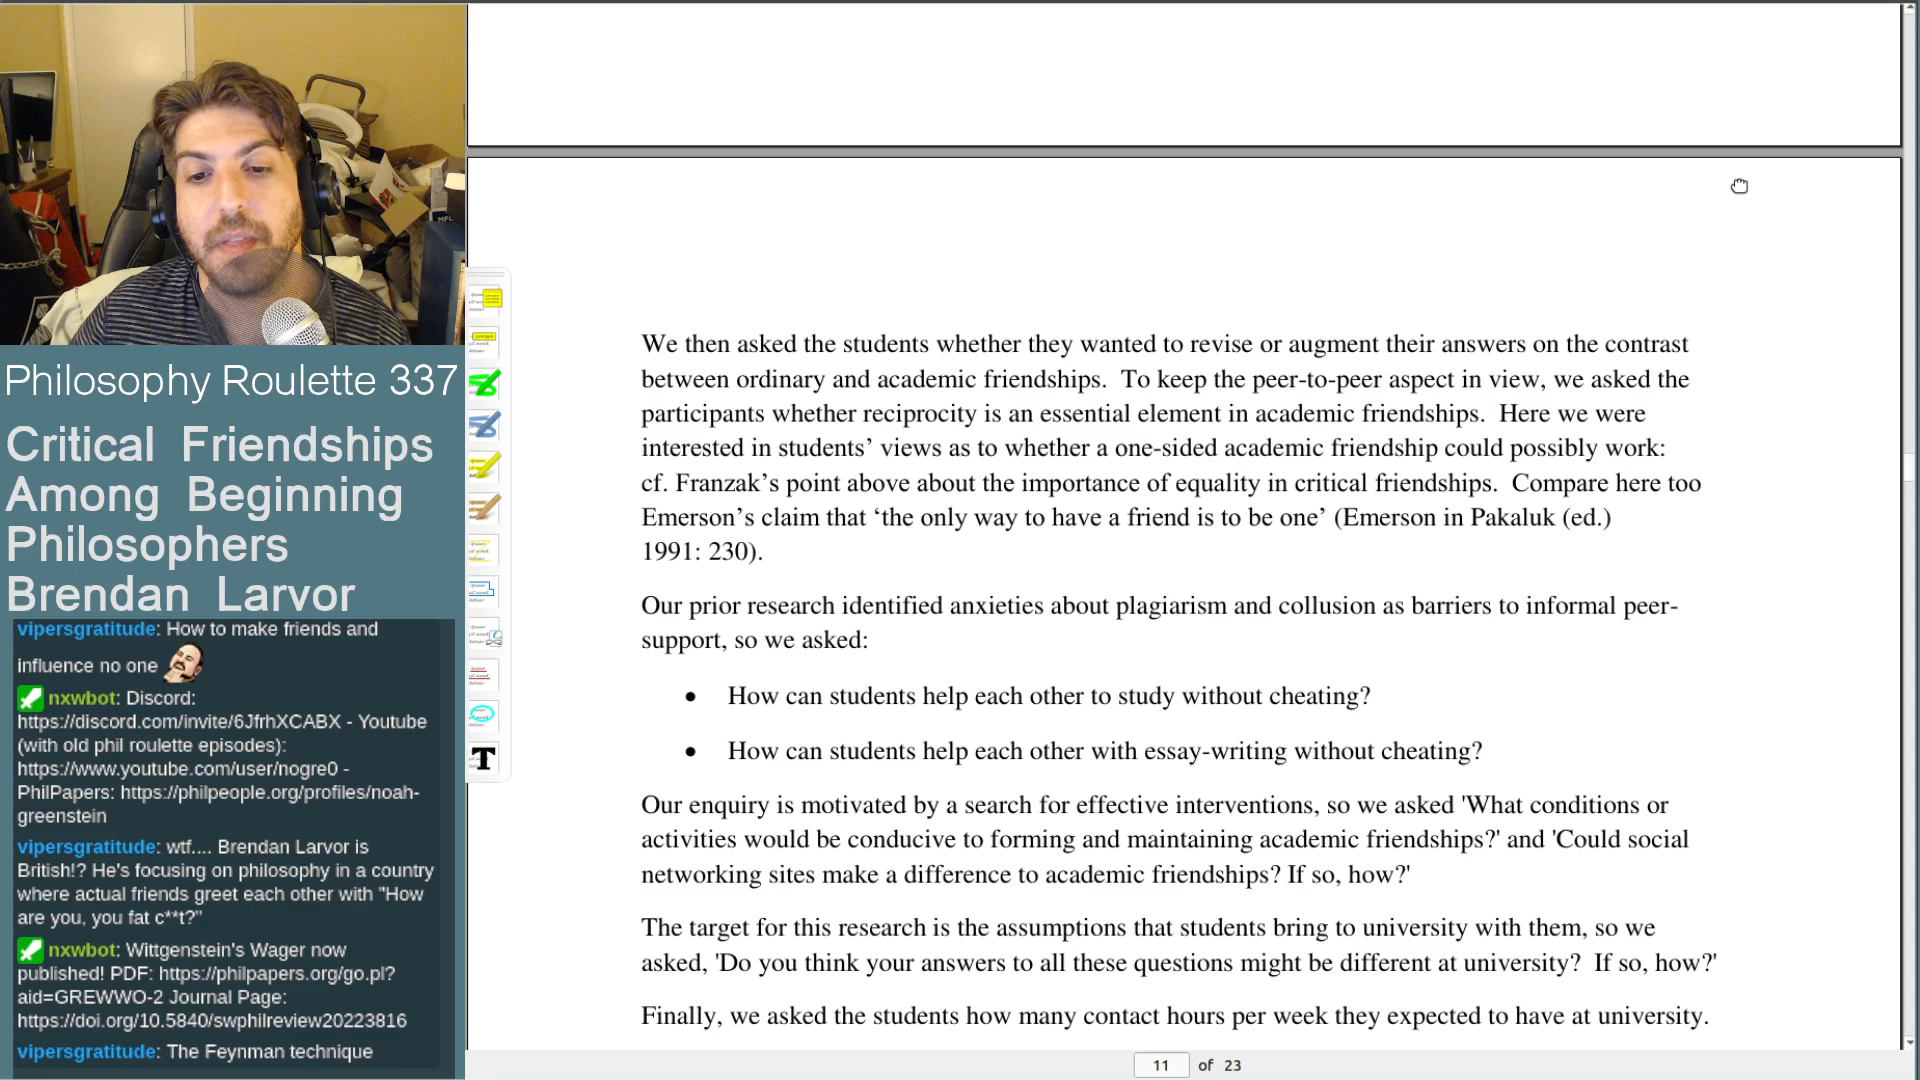 Philosophy Roulette 337
Critical Friendships
Among Beginning
Philosophers
Brendan Larvor
vipersgratitude: How to make friends and
influence no one
nxwbot: Discord:
https://discord.com/invite/6JfrhXCABX - Youtube
(with old phil roulette episodes):
https://www.youtube.com/user/nogre0 -
PhilPapers: https://philpeople.org/profiles/noah-
greenstein
vipersgratitude: wtf.... Brendan Larvor is
British!? He's focusing on philosophy in a country
where actual friends greet each other with "How
are you, you fat c**t?"
nxwbot: Wittgenstein's Wager now
published! PDF: https://philpapers.org/go.pl?
aid=GREWWO-2 Journal Page:
https://doi.org/10.5840/swphilreview20223816
vipersgratitude: The Feynman technique
We then asked the students whether they wanted to revise or augment their answers on the contrast
between ordinary and academic friendships.  To keep the peer-to-peer aspect in view, we asked the
participants whether reciprocity is an essential element in academic friendships.  Here we were
interested in students’ views as to whether a one-sided academic friendship could possibly work:
cf. Franzak’s point above about the importance of equality in critical friendships.  Compare here too
Emerson’s claim that ‘the only way to have a friend is to be one’ (Emerson in Pakaluk (ed.)
1991: 230).
Our prior research identified anxieties about plagiarism and collusion as barriers to informal peer-
support, so we asked:
• How can students help each other to study without cheating?
• How can students help each other with essay-writing without cheating?
Our enquiry is motivated by a search for effective interventions, so we asked 'What conditions or
activities would be conducive to forming and maintaining academic friendships?' and 'Could social
networking sites make a difference to academic friendships? If so, how?'
The target for this research is the assumptions that students bring to university with them, so we
asked, 'Do you think your answers to all these questions might be different at university?  If so, how?'
Finally, we asked the students how many contact hours per week they expected to have at university.
T
11 of 23